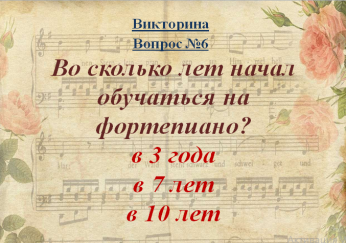 Викторина
Вопрос №6
Во сколько лет начал
обучаться на
фортепиано?
в 3 года
в 7 лет
в 10 лет